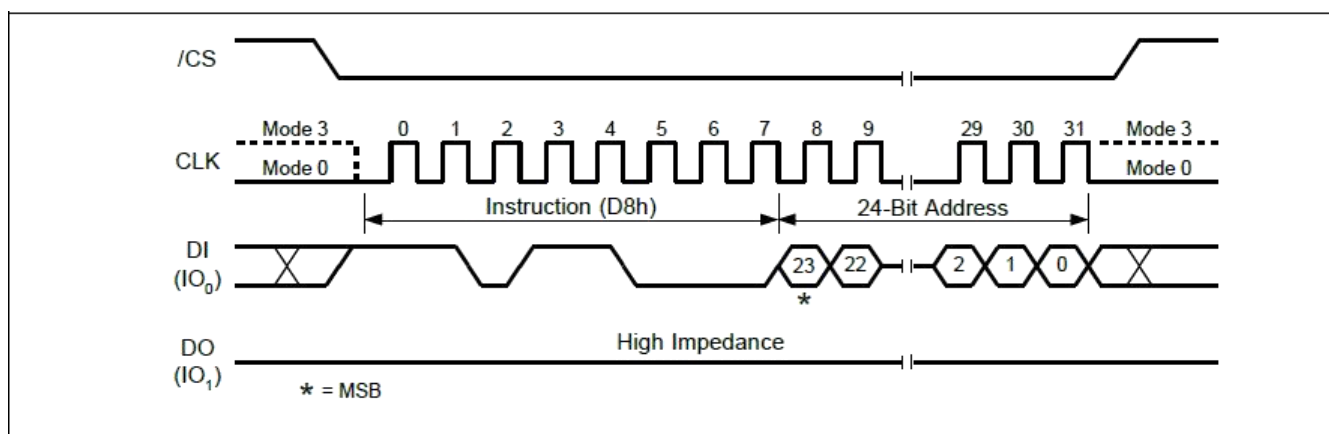 /CS
Mode 3 0 1 2 3 4 5 6 7 8 9 29 30 31 Mode 3
CLK
Mode 0 Mode 0
Instruction (D8h) 24-Bit Address
DI
(IO₀)
23 22 2 1 0
*
DO
(IO₁)
High Impedance
* = MSB